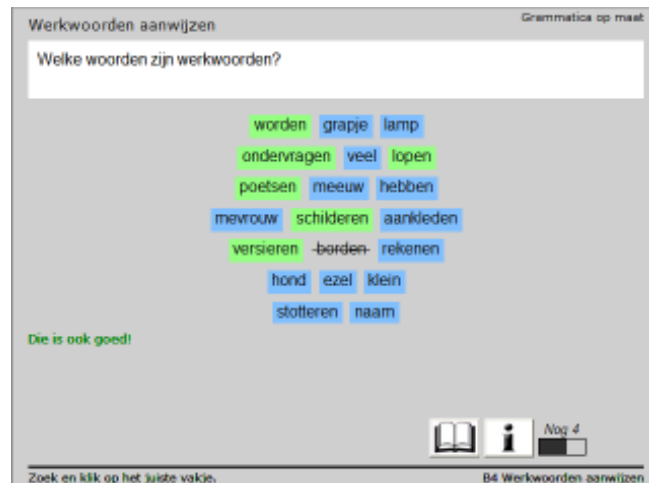 Werkwoorden aanwijzen
Grammatica op maat
Welke woorden zijn werkwoorden?
worden grapje lamp
ondervragen veel lopen
poetsen meeuw hebben
mevrouw schilderen aankleden
versieren borden rekenen
hond ezel klein
stotteren naam
Die is ook goed!
i
Nog 4
Zoek en klik op het juiste vakje.
B4 Werkwoorden aanwijzen